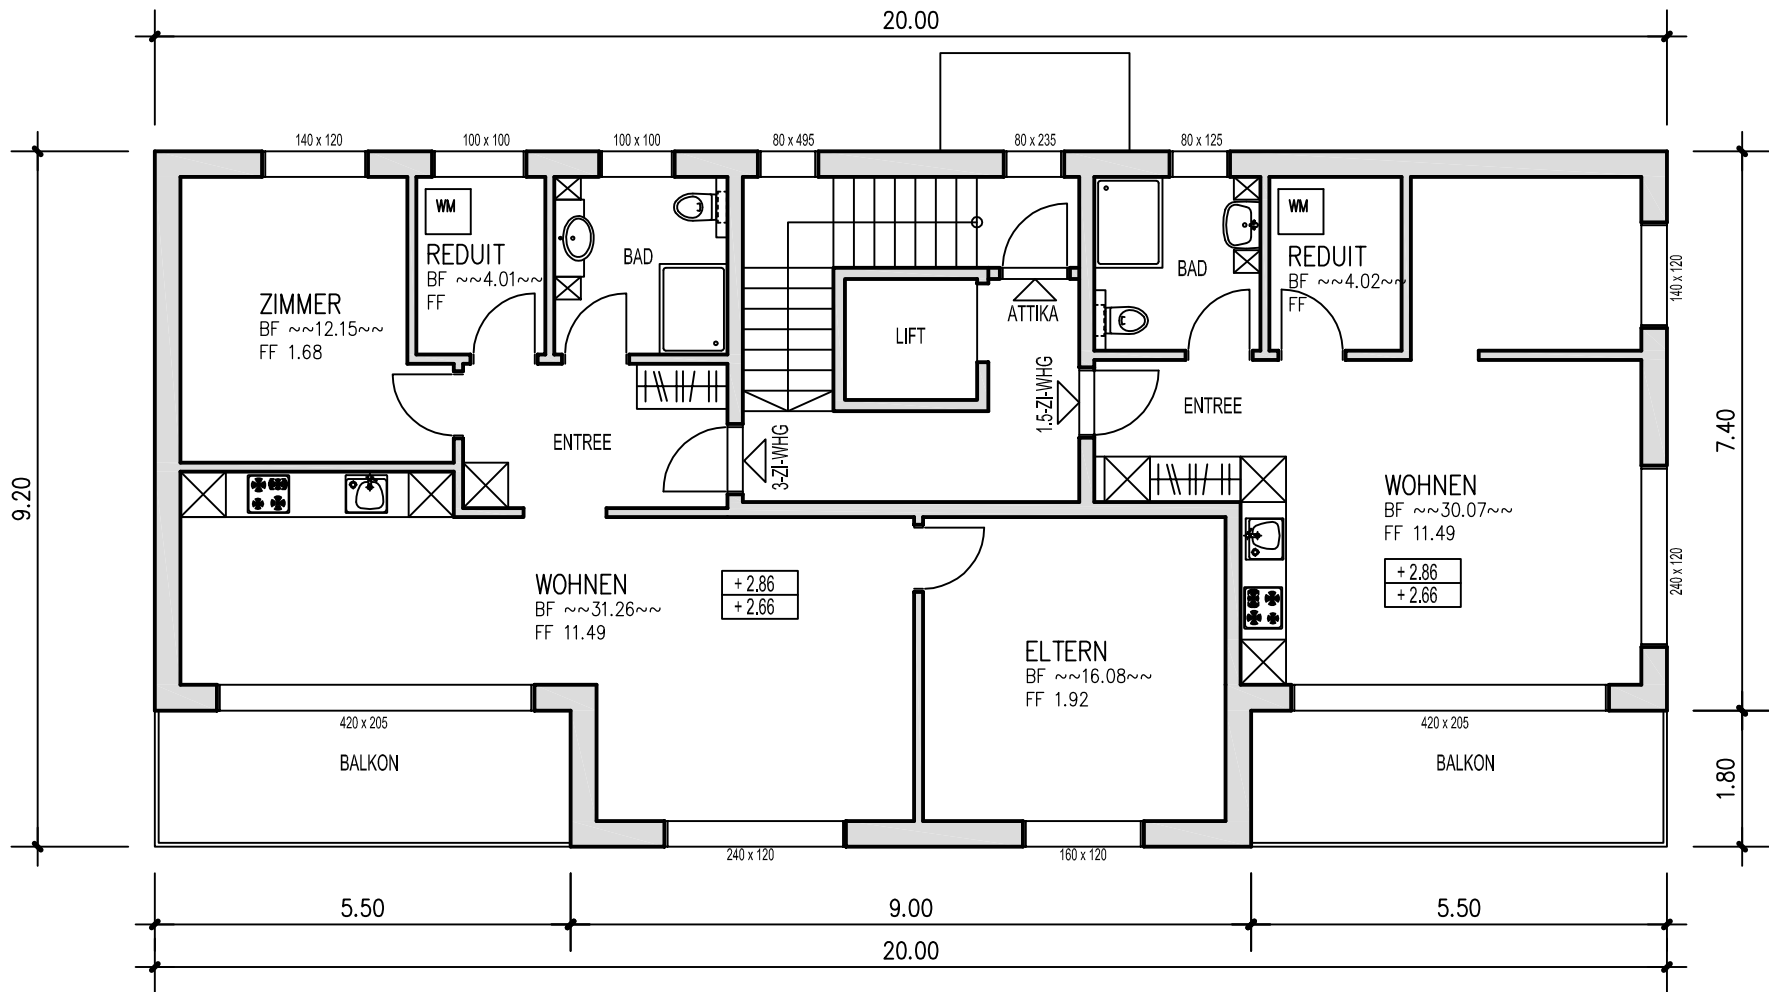 20.00
140 x 120
100 x 100
100 x 100
80 x 495
80 x 235
80 x 125
WM
REDUIT
BF ~~4.01~~
FF
BAD
ZIMMER
BF ~~12.15~~
FF 1.68
LIFT
ATTIKA
BAD
WM
REDUIT
BF ~~4.02~~
FF
140 x 120
9.20
ENTREE
3-ZI-WHG
1.5-ZI-WHG
ENTREE
7.40
WOHNEN
BF ~~30.07~~
FF 11.49
+ 2.86
+ 2.66
240 x 120
WOHNEN
BF ~~31.26~~
FF 11.49
+ 2.86
+ 2.66
ELTERN
BF ~~16.08~~
FF 1.92
420 x 205
BALKON
420 x 205
BALKON
1.80
240 x 120
160 x 120
5.50
9.00
5.50
20.00